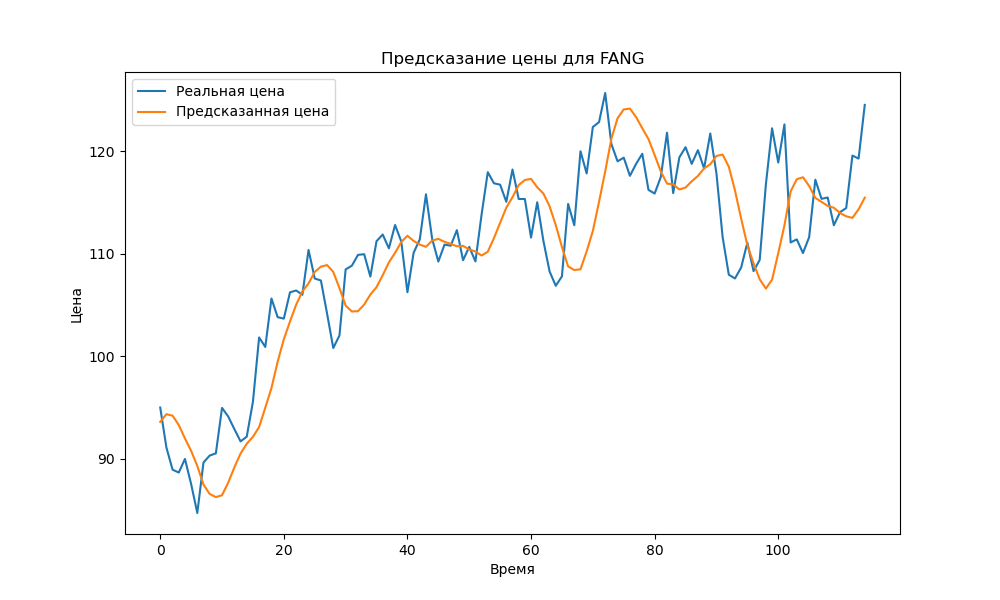 Предсказание цены для FANG
Реальная цена
Предсказанная цена
Цена
120
110
100
90
0 20 40 60 80 100
Время